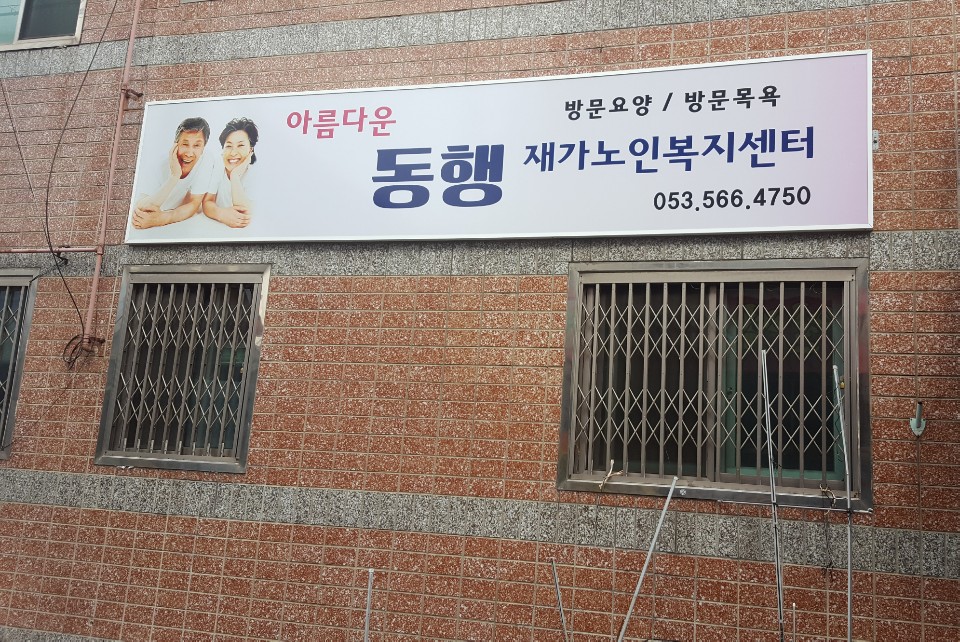 아름다운
동행
방문요양 / 방문목욕
재가노인복지센터
053.566.4750